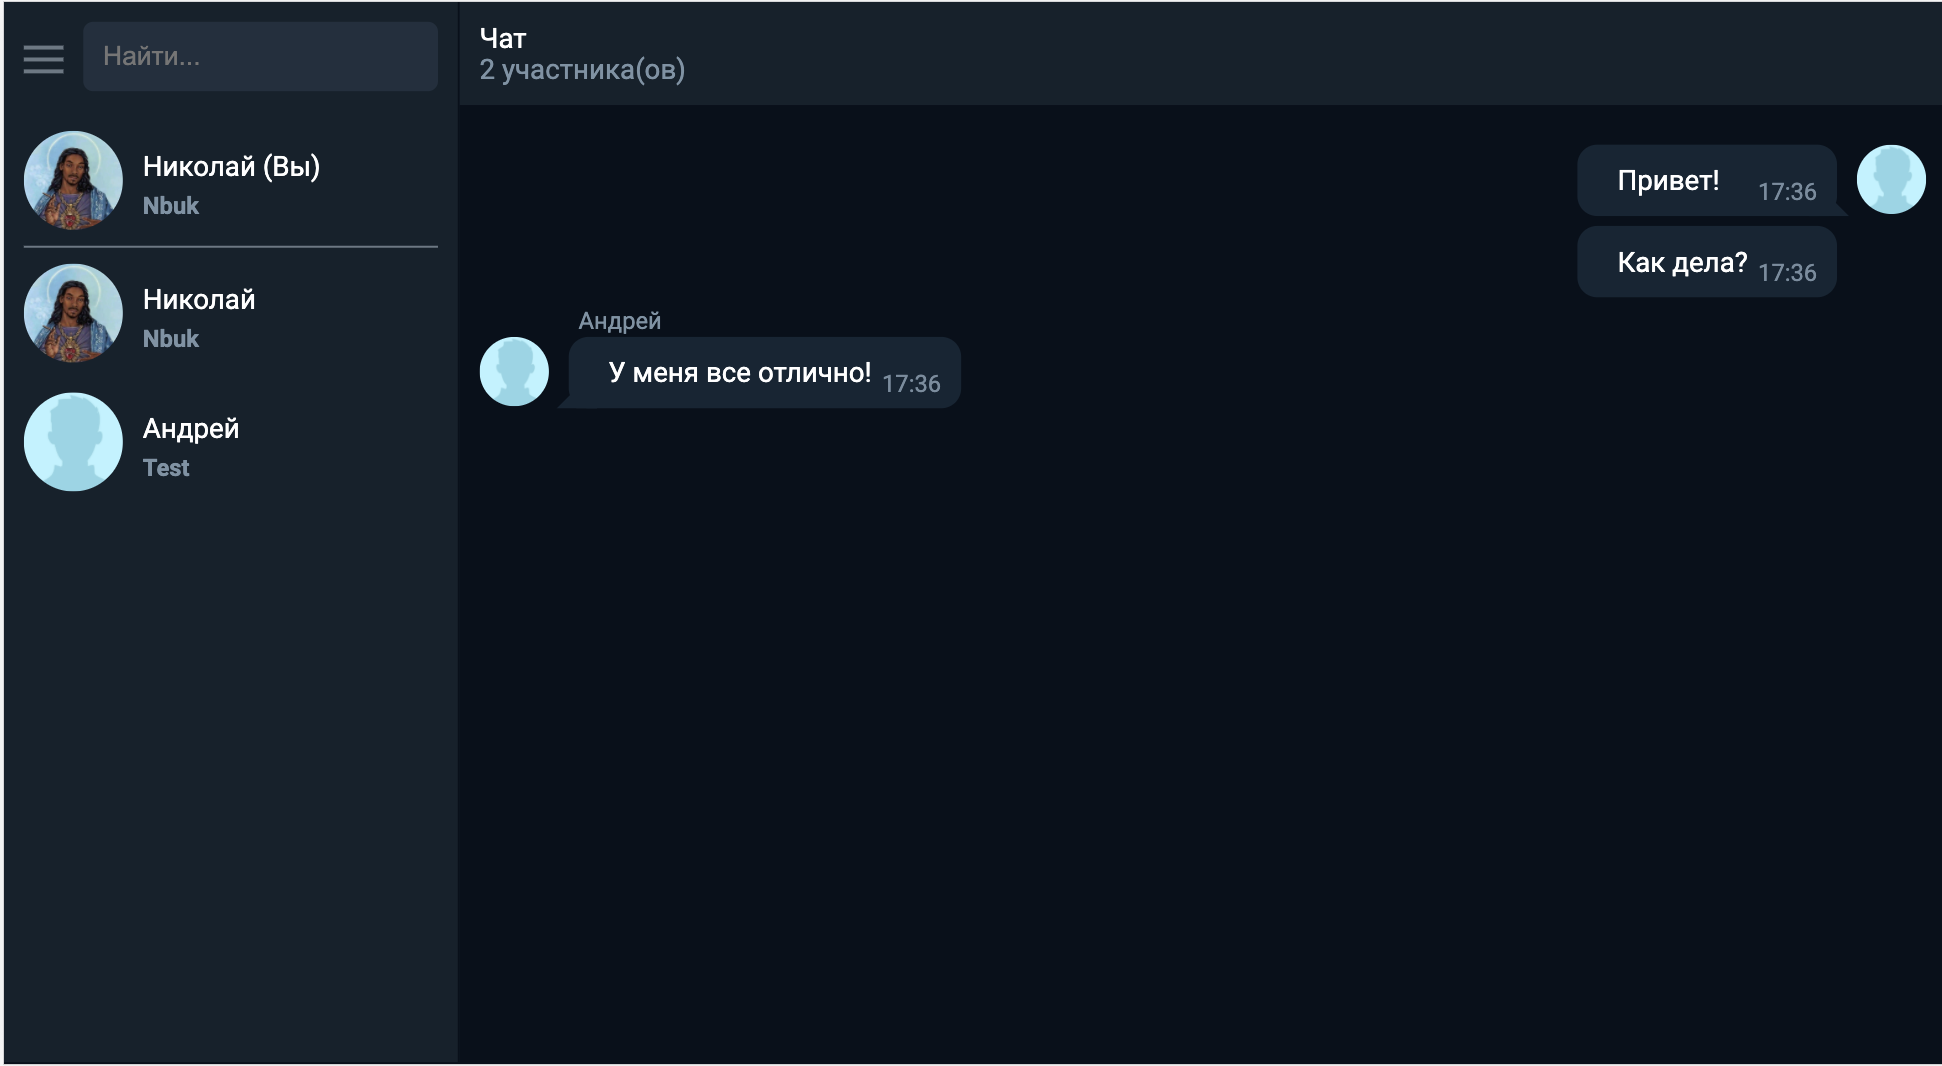 Найти...
Николай (Вы)
Nbuk
Николай
Nbuk
Андрей
Test
Чат
2 участника(ов)
Привет! 17:36
Как дела? 17:36
Андрей
У меня все отлично! 17:36